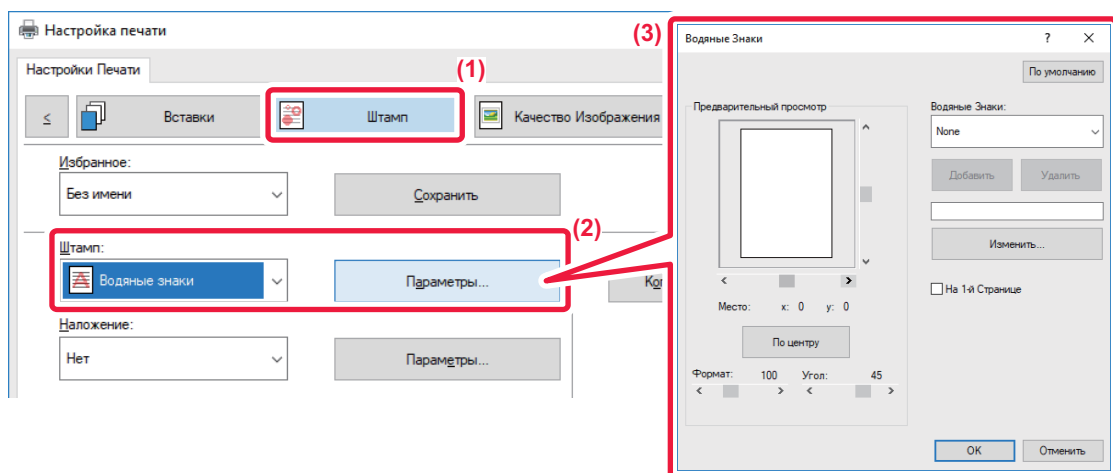 Настройка печати
(1)
(3)
Настройки Печати
<
Вставки
Штамп
Качество Изображения
Избранное:
Без имени
Сохранить
(2)
Штамп:
Водяные знаки
Параметры...
Наложение:
Нет
Параметры...
Водяные Знаки
?
По умолчанию
Предварительный просмотр
Водяные Знаки:
None
Добавить
Удалить
Изменить...
На 1-й Странице
Место: x: 0 y: 0
По центру
Формат: 100 Угол: 45
OK
Отменить